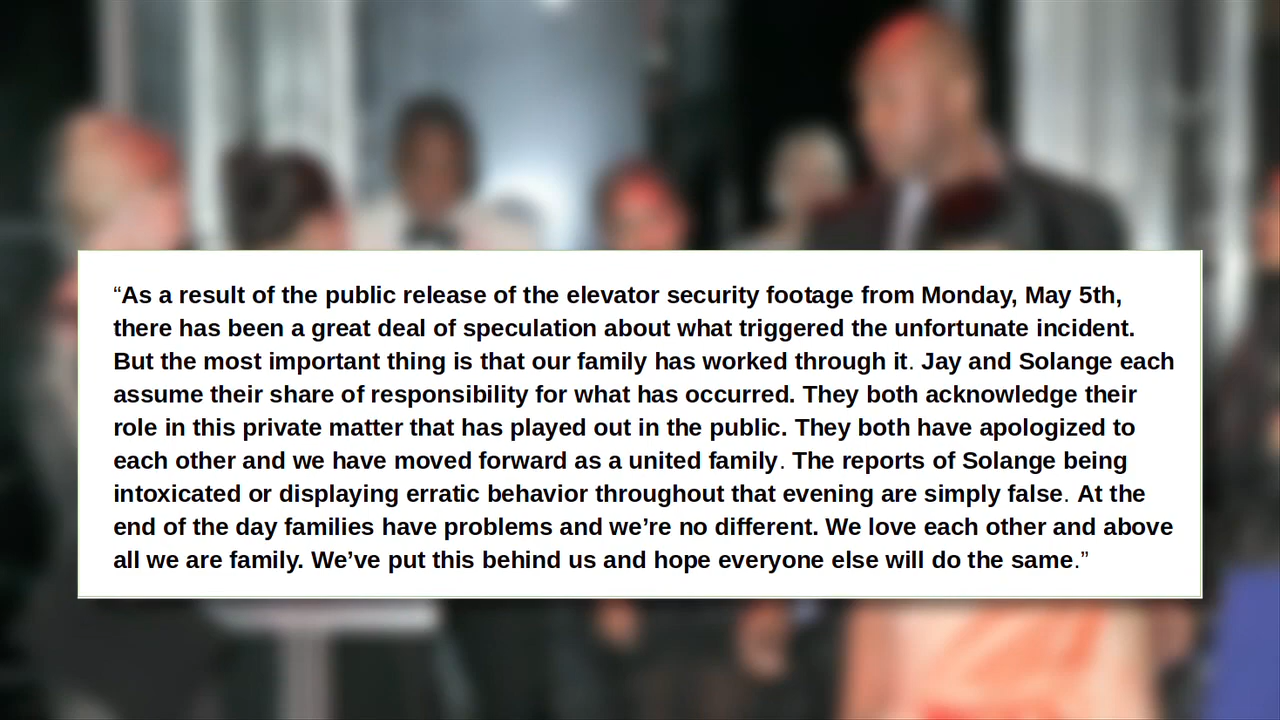 “As a result of the public release of the elevator security footage from Monday, May 5th,
there has been a great deal of speculation about what triggered the unfortunate incident.
But the most important thing is that our family has worked through it. Jay and Solange each
assume their share of responsibility for what has occurred. They both acknowledge their
role in this private matter that has played out in the public. They both have apologized to
each other and we have moved forward as a united family. The reports of Solange being
intoxicated or displaying erratic behavior throughout that evening are simply false. At the
end of the day families have problems and we’re no different. We love each other and above
all we are family. We’ve put this behind us and hope everyone else will do the same.”